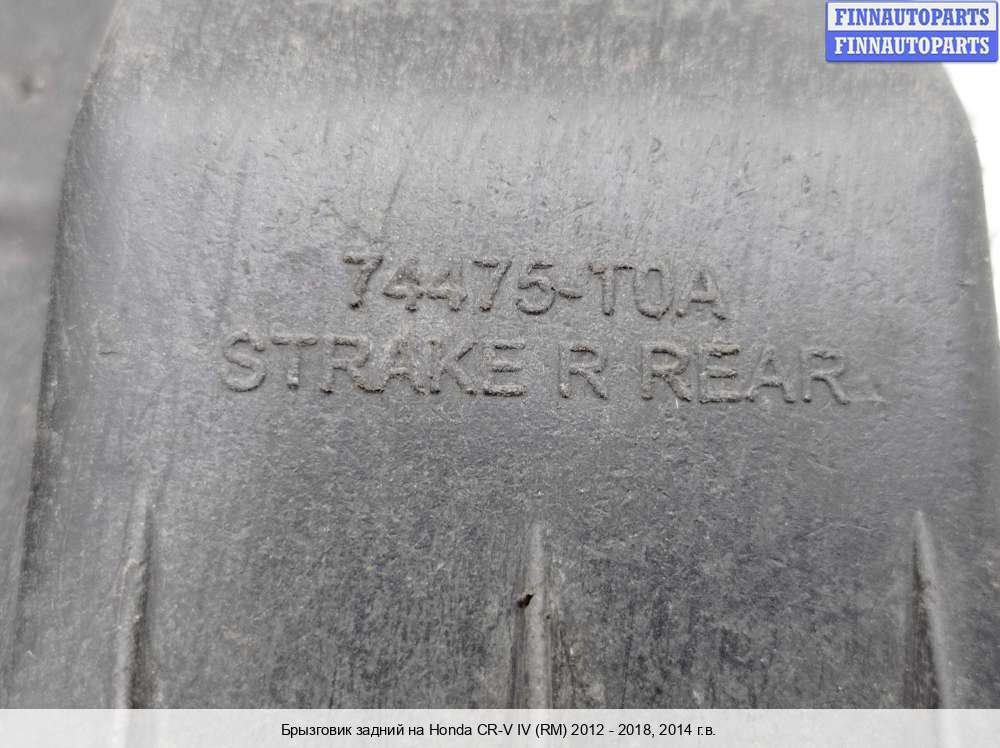 FINNAUTOPARTS
FINNAUTOPARTS
74475-T0A
STRAKE R REAR
Брызговик задний на Honda CR-V IV (RM) 2012 - 2018, 2014 г.в.